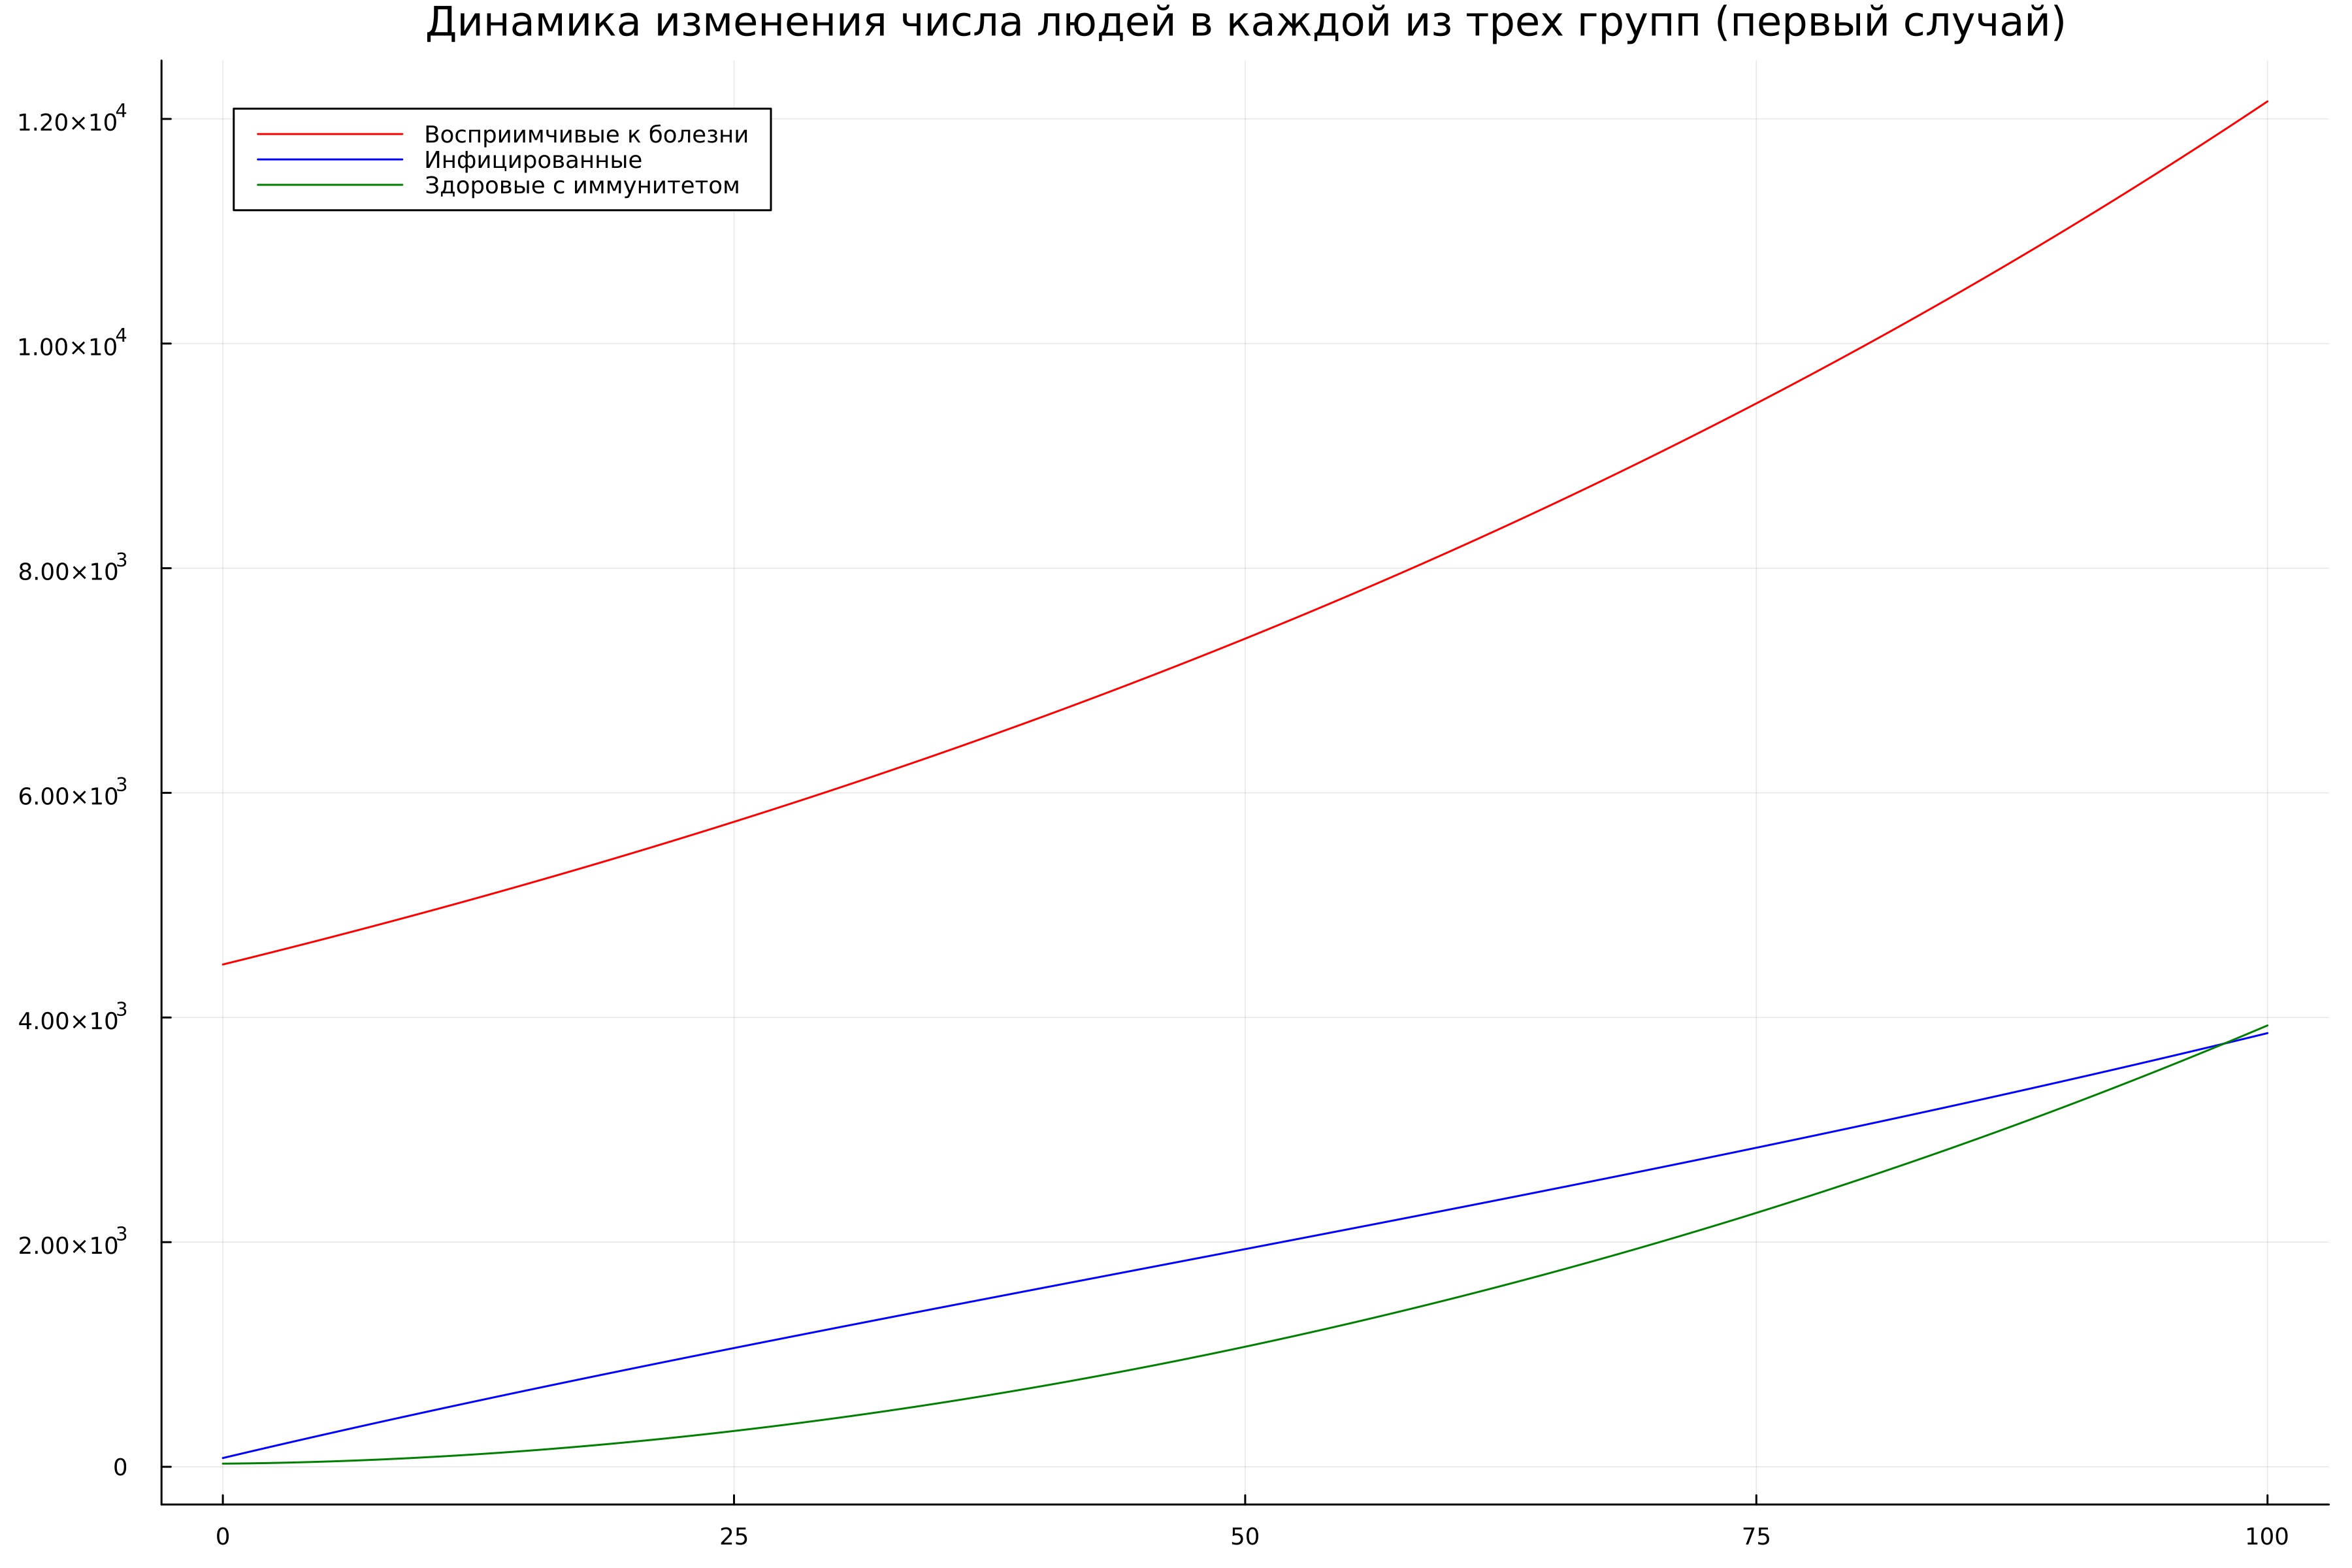 Динамика изменения числа людей в каждой из трех групп (первый случай)
1.20×10⁴
Восприимчивые к болезни
Инфицированные
Здоровые с иммунитетом
1.00×10⁴
8.00×10³
6.00×10³
4.00×10³
2.00×10³
0
0 25 50 75 100